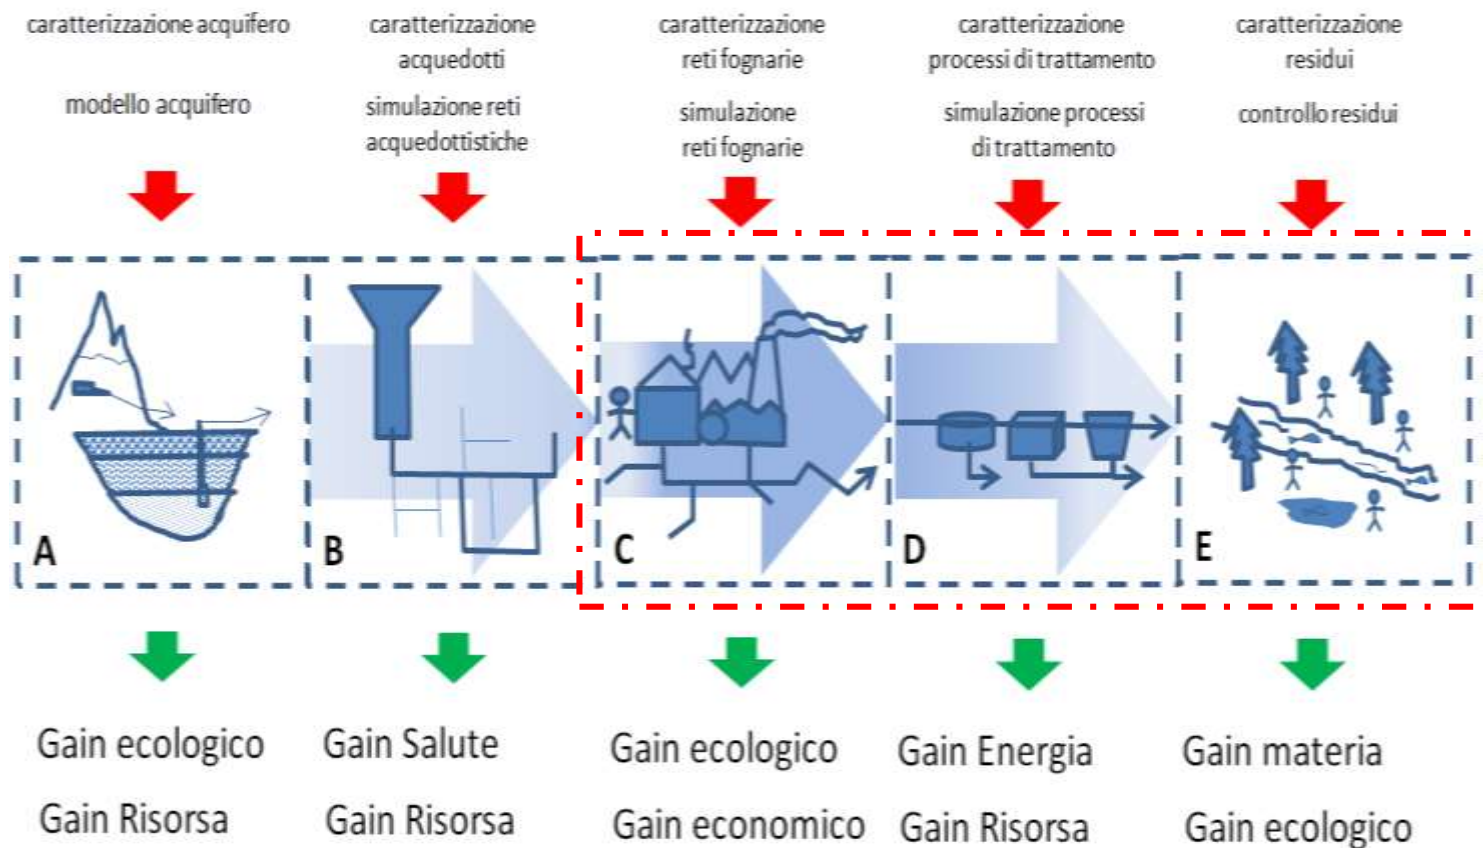 caratterizzazione acquifero
modello acquifero
caratterizzazione
acquedotti
simulazione reti
acquedottistiche
caratterizzazione
reti fognarie
simulazione
reti fognarie
caratterizzazione
processi di trattamento
simulazione processi
di trattamento
caratterizzazione
residui
controllo residui
A
B
C
D
E
Gain ecologico
Gain Risorsa
Gain Salute
Gain Risorsa
Gain ecologico
Gain economico
Gain Energia
Gain Risorsa
Gain materia
Gain ecologico